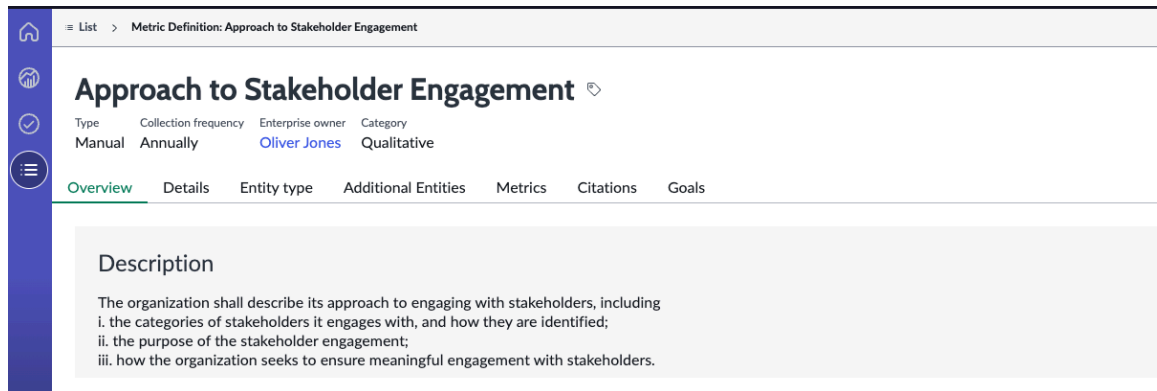 List > Metric Definition: Approach to Stakeholder Engagement
Approach to Stakeholder Engagement
Type Collection frequency Enterprise owner Category
Manual Annually Oliver Jones Qualitative
Overview Details Entity type Additional Entities Metrics Citations Goals
Description
The organization shall describe its approach to engaging with stakeholders, including
i. the categories of stakeholders it engages with, and how they are identified;
ii. the purpose of the stakeholder engagement;
iii. how the organization seeks to ensure meaningful engagement with stakeholders.